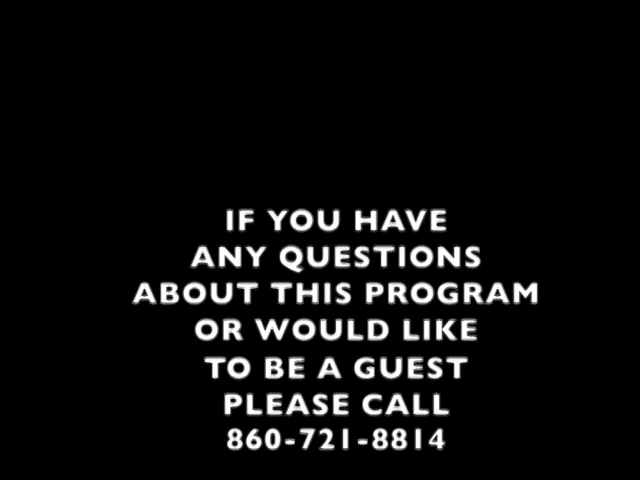 IF YOU HAVE
ANY QUESTIONS
ABOUT THIS PROGRAM
OR WOULD LIKE
TO BE A GUEST
PLEASE CALL
860-721-8814